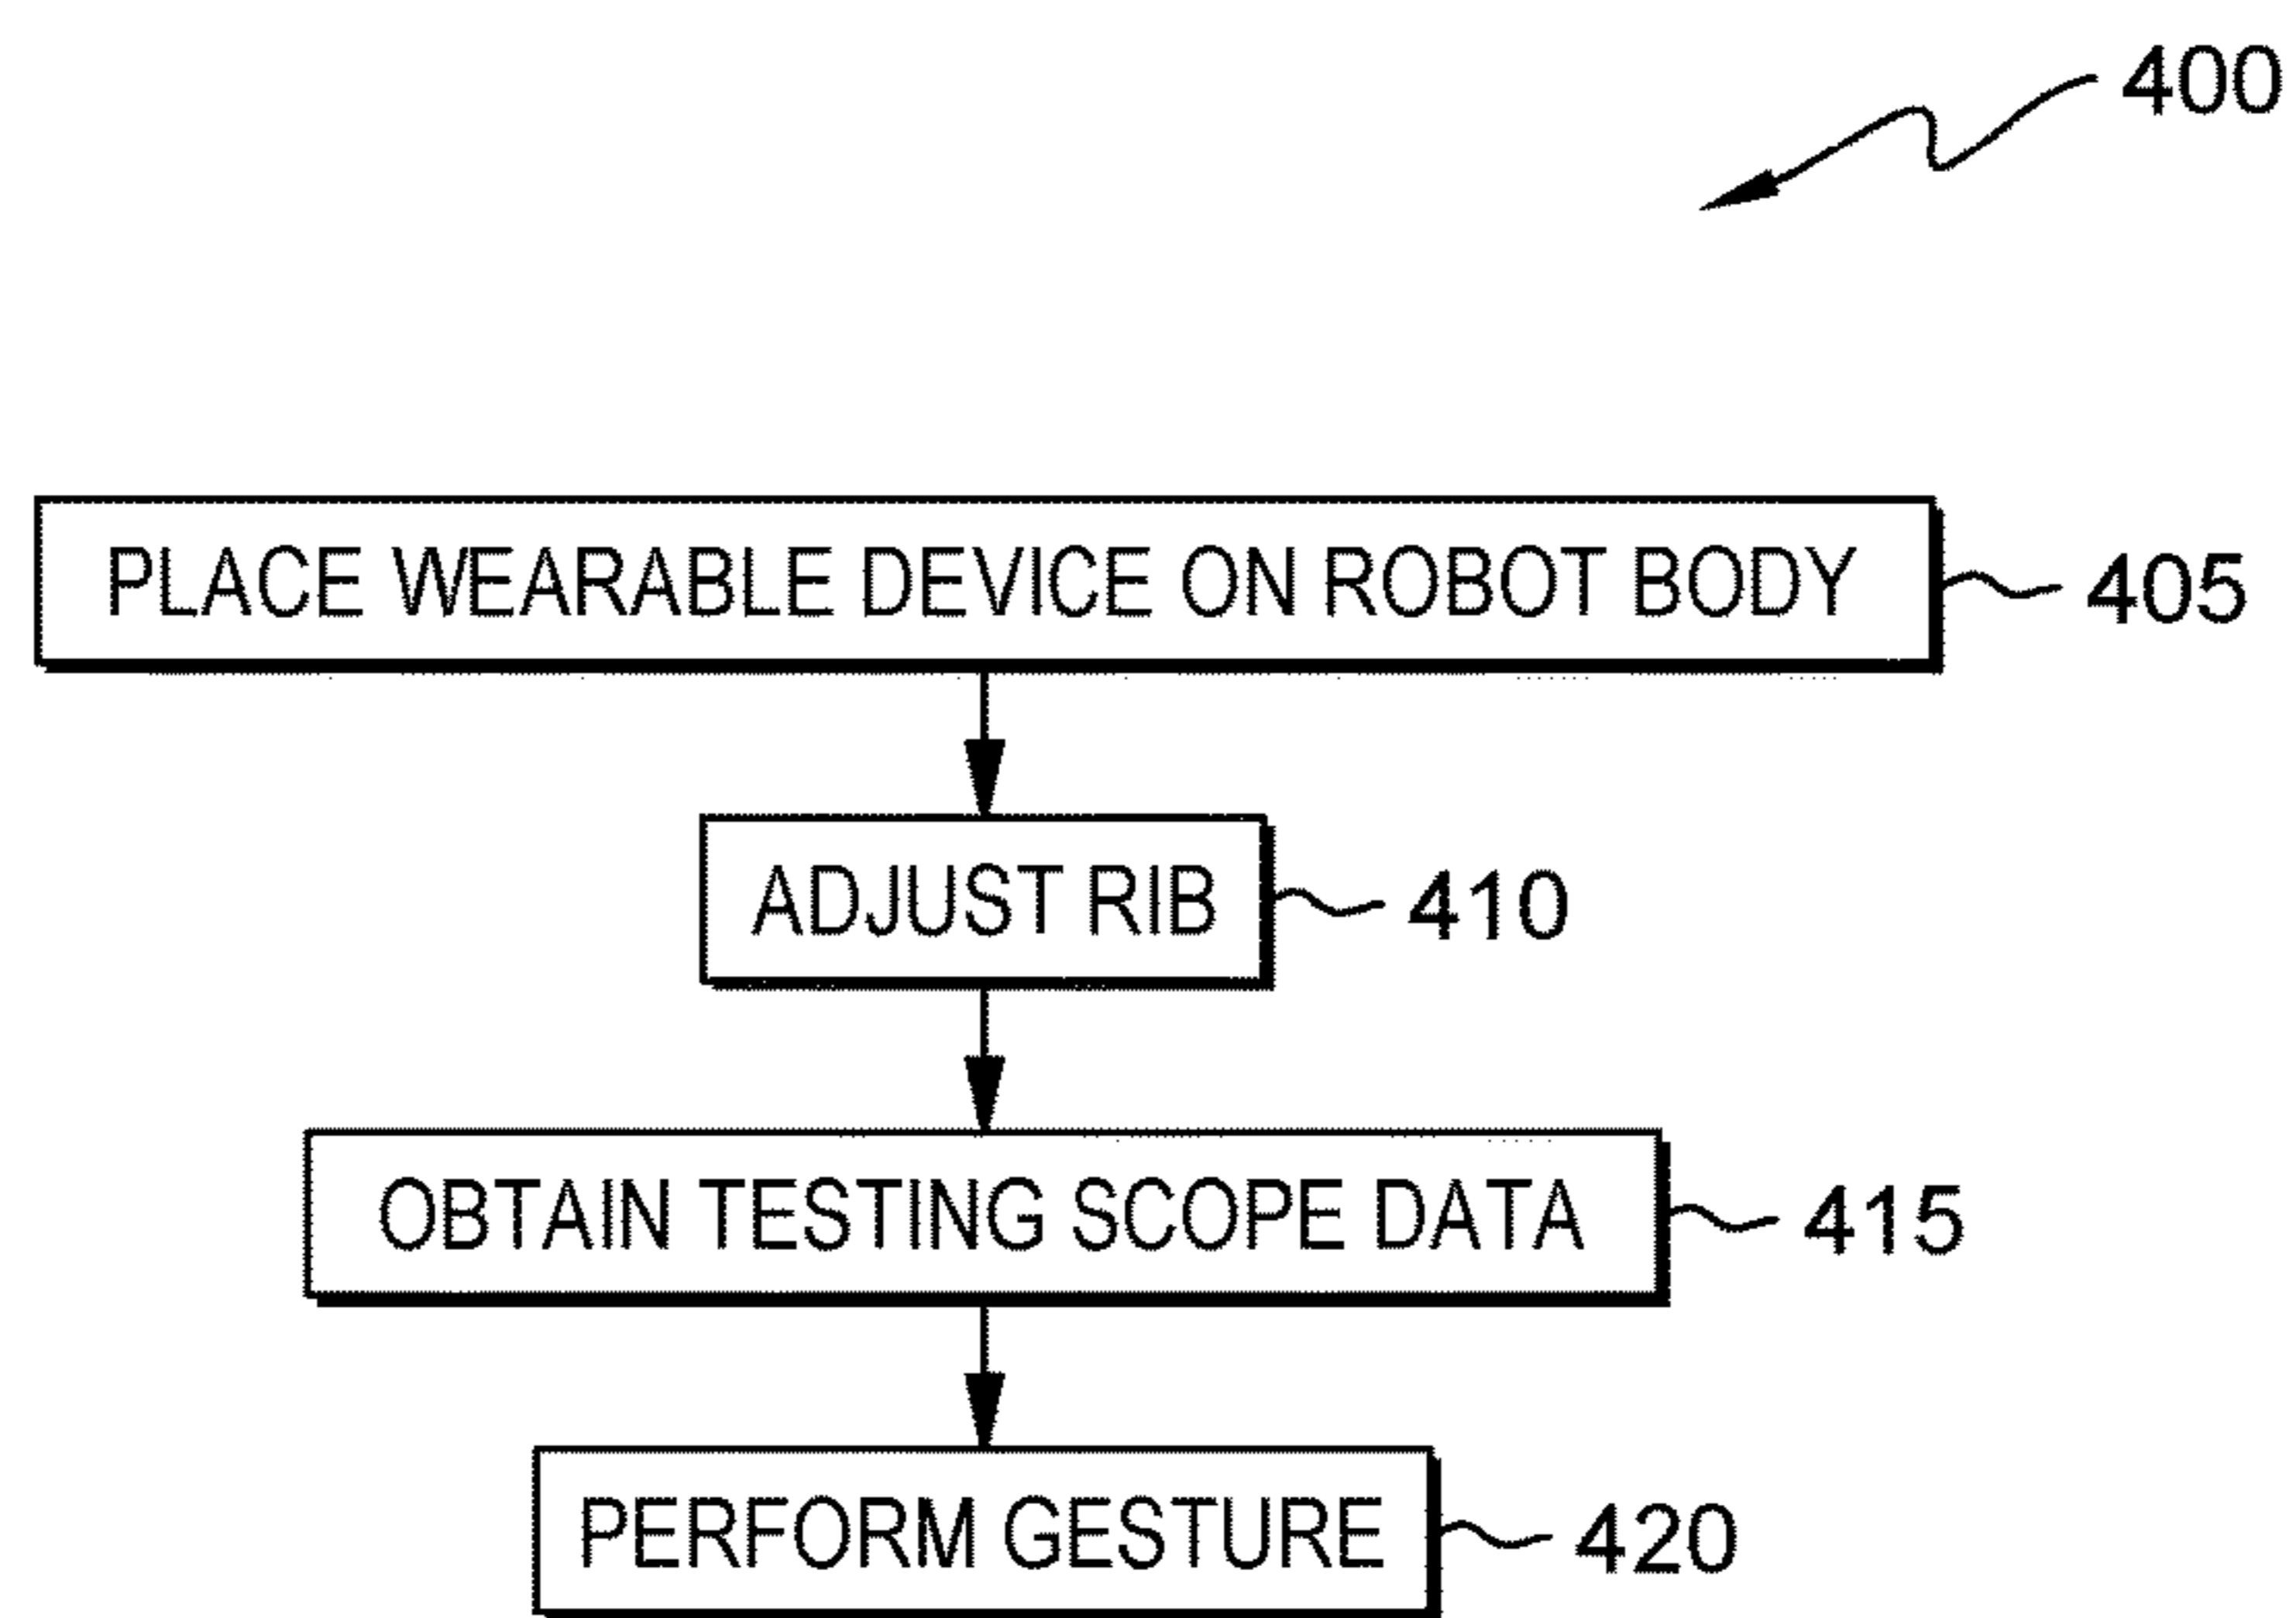 400
PLACE WEARABLE DEVICE ON ROBOT BODY
405
ADJUST RIB
410
OBTAIN TESTING SCOPE DATA
415
PERFORM GESTURE
420